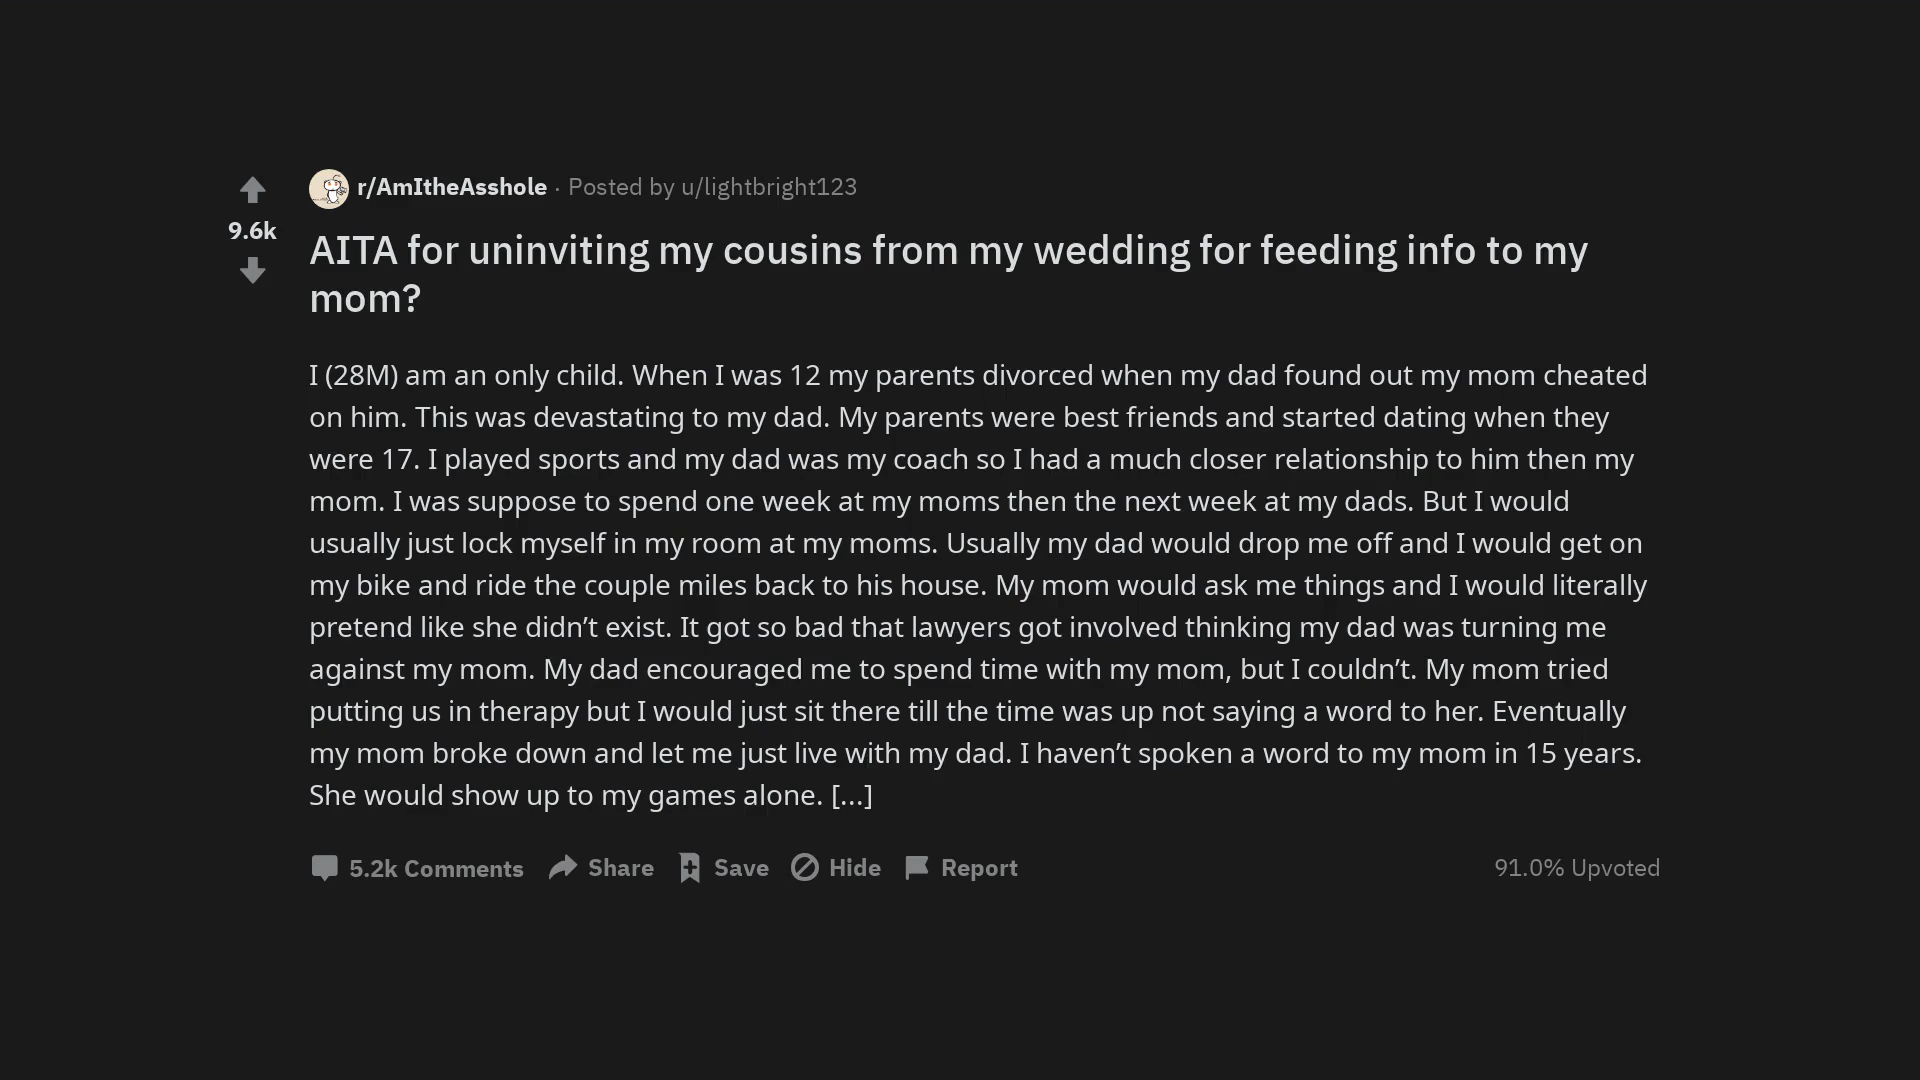 r/AmItheAsshole · Posted by u/lightbright123
9.6k
AITA for uninviting my cousins from my wedding for feeding info to my
mom?
I (28M) am an only child. When I was 12 my parents divorced when my dad found out my mom cheated
on him. This was devastating to my dad. My parents were best friends and started dating when they
were 17. I played sports and my dad was my coach so I had a much closer relationship to him then my
mom. I was suppose to spend one week at my moms then the next week at my dads. But I would
usually just lock myself in my room at my moms. Usually my dad would drop me off and I would get on
my bike and ride the couple miles back to his house. My mom would ask me things and I would literally
pretend like she didn’t exist. It got so bad that lawyers got involved thinking my dad was turning me
against my mom. My dad encouraged me to spend time with my mom, but I couldn’t. My mom tried
putting us in therapy but I would just sit there till the time was up not saying a word to her. Eventually
my mom broke down and let me just live with my dad. I haven’t spoken a word to my mom in 15 years.
She would show up to my games alone. [...]
5.2k Comments Share Save Hide Report 91.0% Upvoted